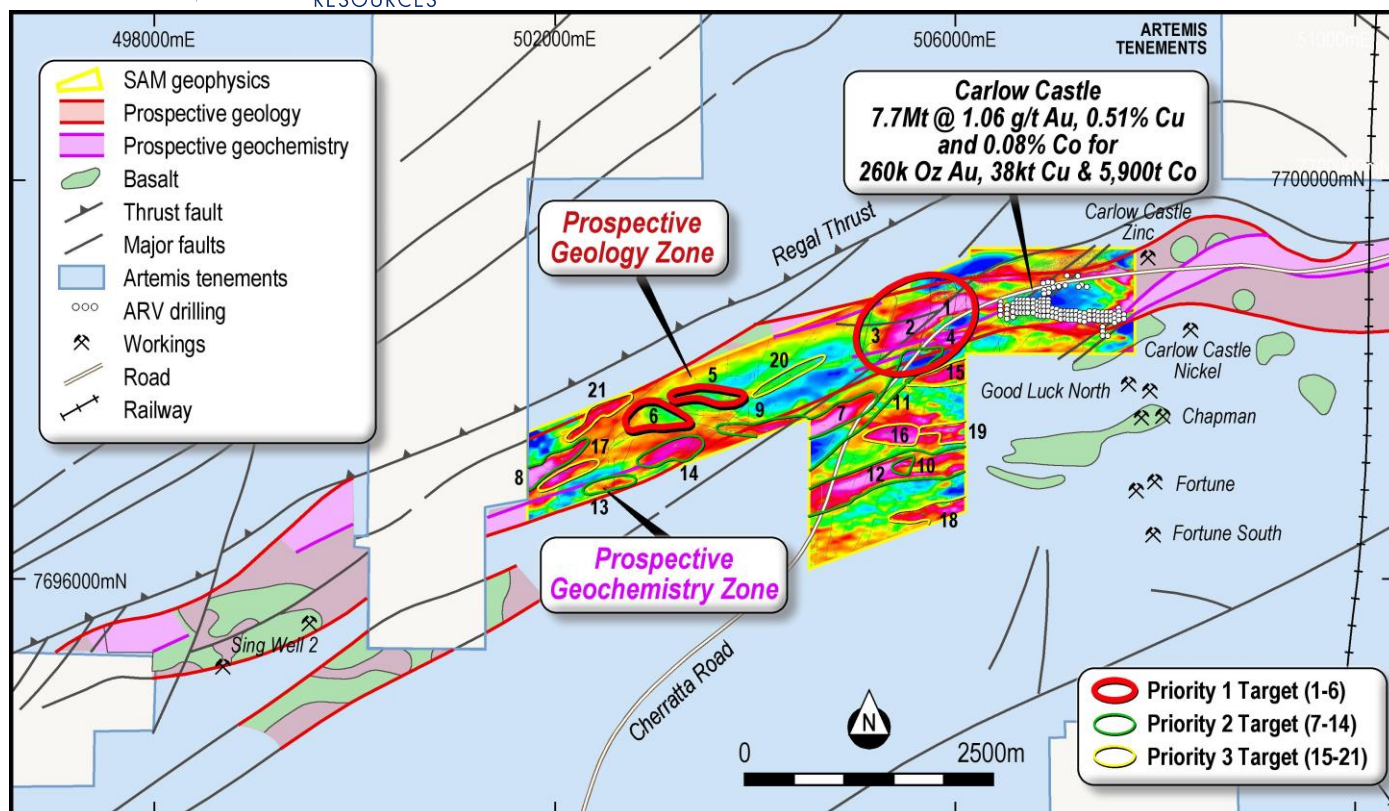 RESOURCES
498000mE
502000mE
506000mE
ARTEMIS
TENEMENTS
SAM geophysics
Prospective geology
Prospective geochemistry
Basalt
Thrust fault
Major faults
Artemis tenements
ARV drilling
Workings
Road
Railway
Carlow Castle
7.7Mt @ 1.06 g/t Au, 0.51% Cu
and 0.08% Co for
260k Oz Au, 38kt Cu & 5,900t Co
7700000mN
Prospective
Geology Zone
Regal Thrust
Carlow Castle
Zinc
1
2
3
4
20
5
15
21
11
Carlow Castle
Nickel
Good Luck North
6
9
7
Chapman
17
16
19
14
10
8
12
13
Fortune
18
Fortune South
Prospective
Geochemistry Zone
7696000mN
Sing Well 2
Cherratta Road
N
0
2500m
Priority 1 Target (1-6)
Priority 2 Target (7-14)
Priority 3 Target (15-21)